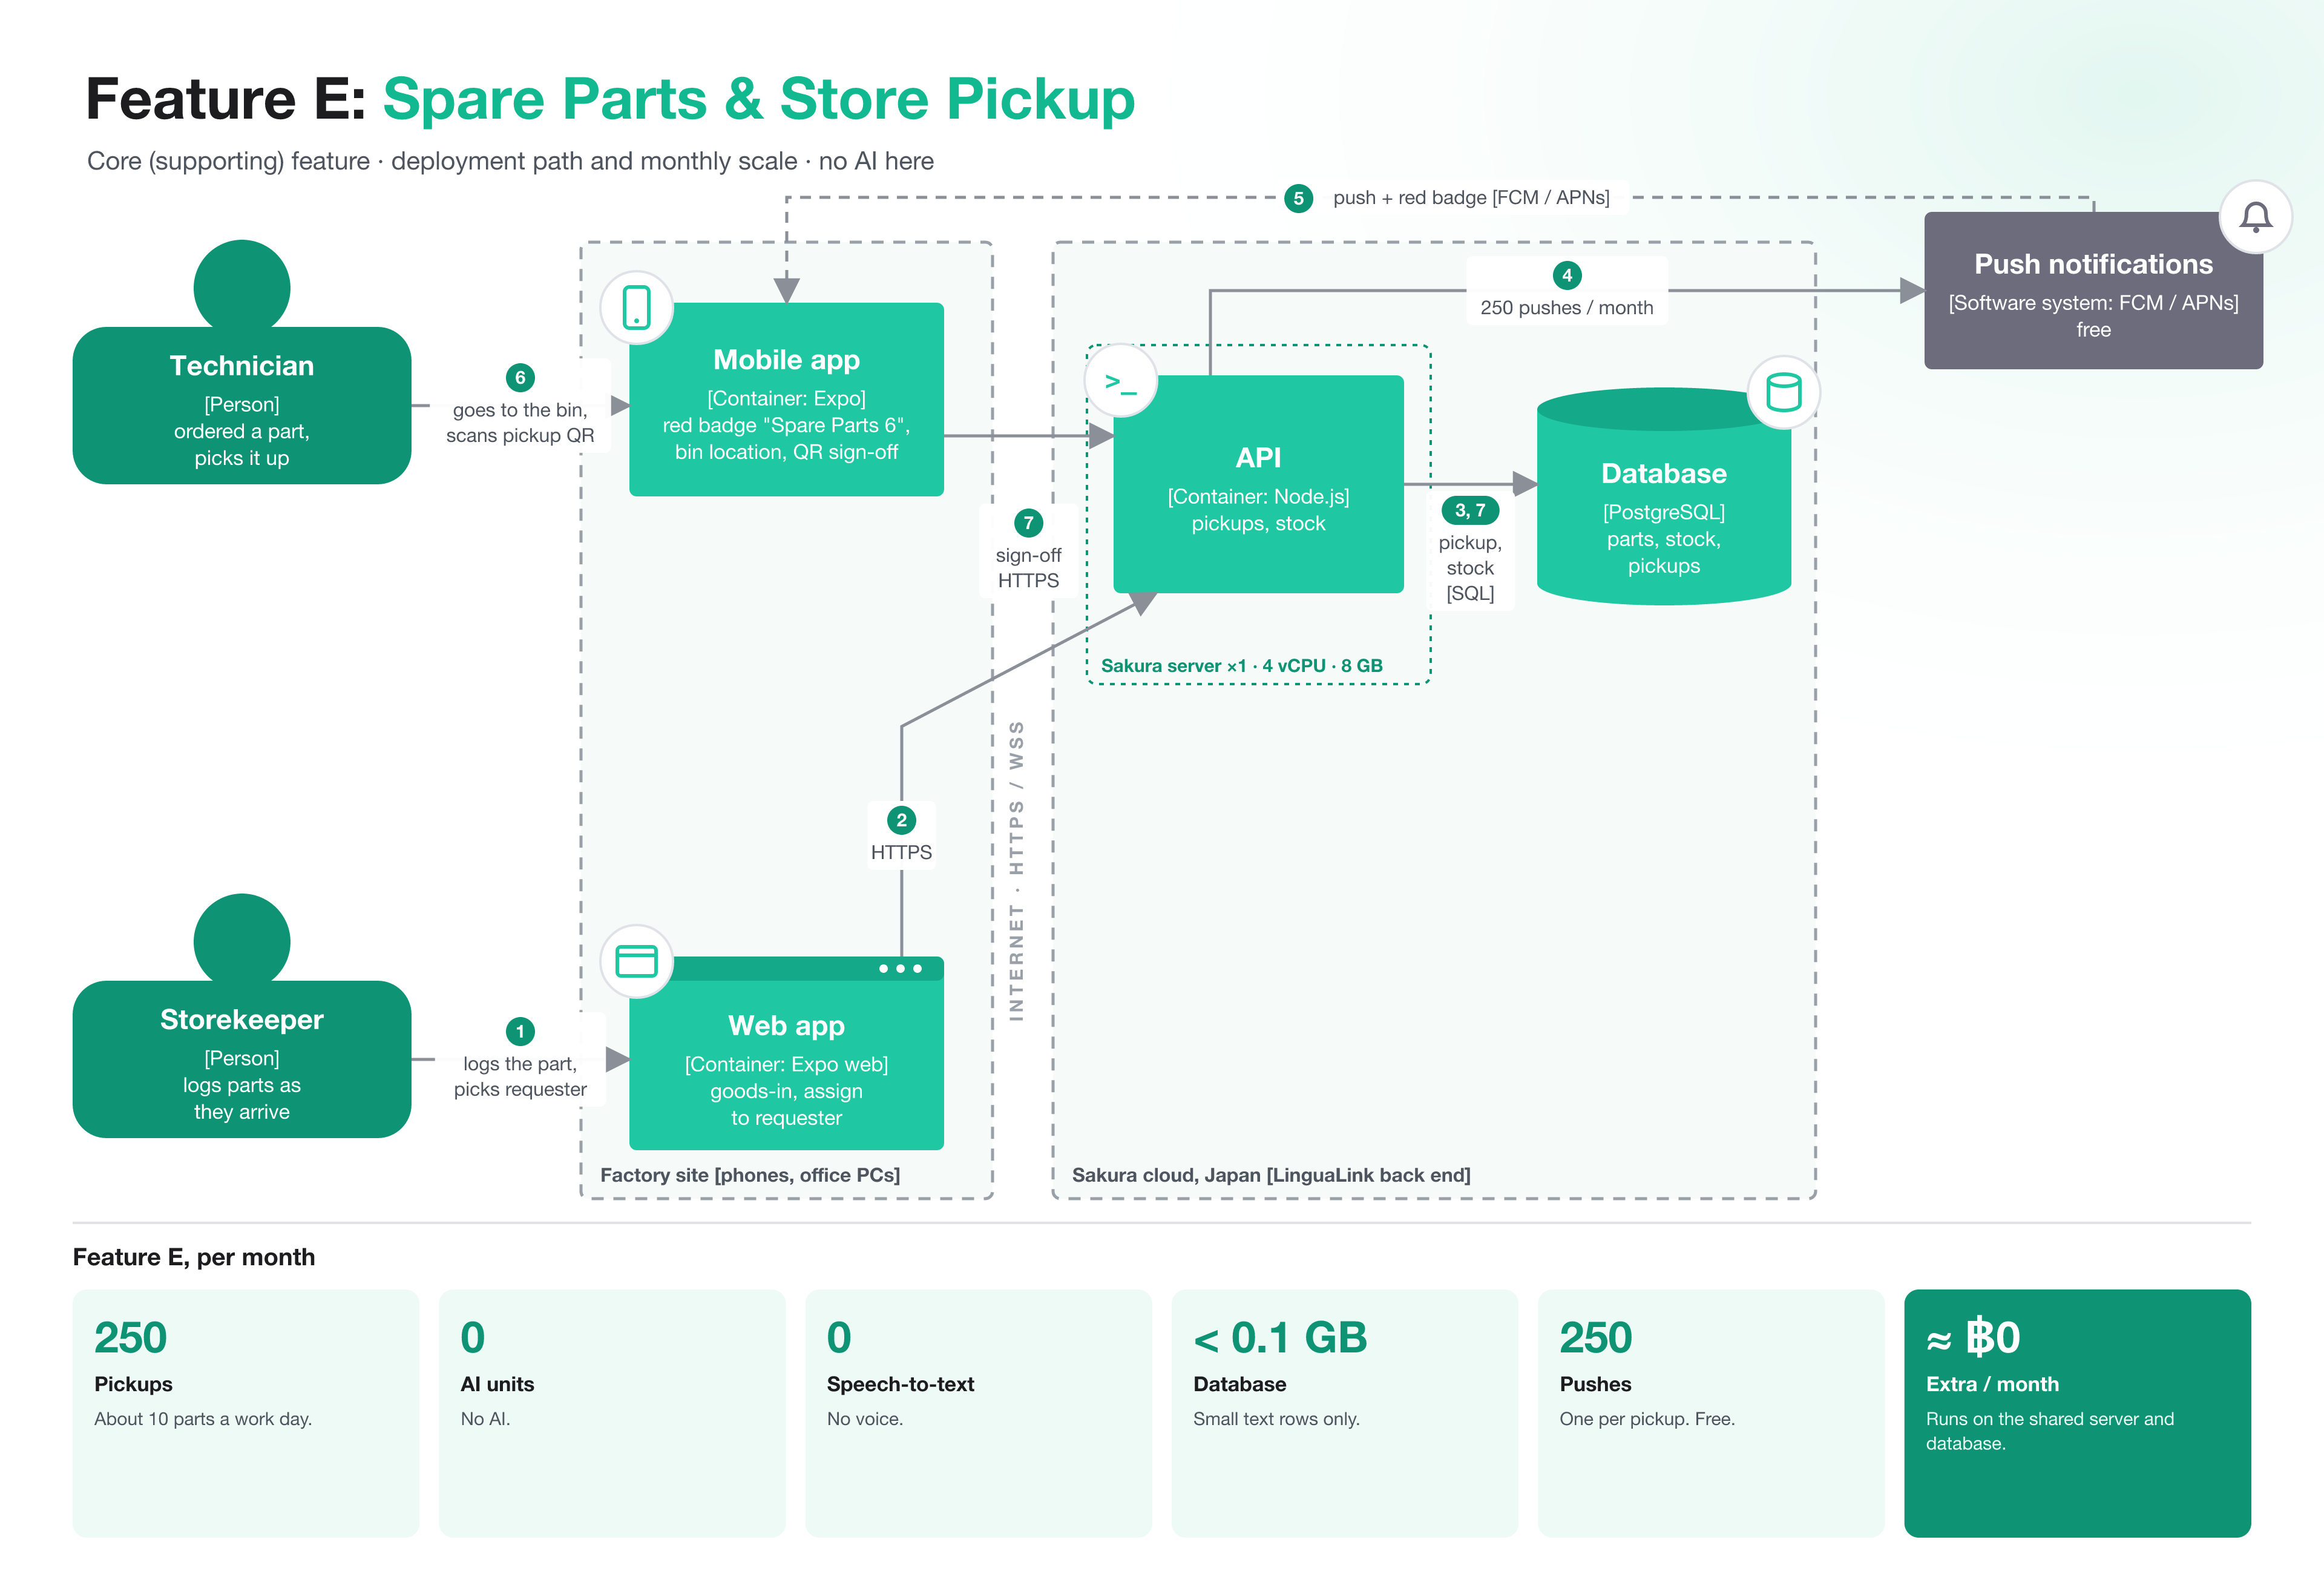 Feature E: Spare Parts & Store Pickup
Core (supporting) feature · deployment path and monthly scale · no AI here
5 push + red badge [FCM / APNs]
Push notifications
[Software system: FCM / APNs]
free
4
250 pushes / month
Technician
[Person]
ordered a part,
picks it up
6
goes to the bin,
scans pickup QR
Mobile app
[Container: Expo]
red badge "Spare Parts 6",
bin location, QR sign-off
7
sign-off
HTTPS
>_
API
[Container: Node.js]
pickups, stock
Sakura server ×1 · 4 vCPU · 8 GB
3, 7
pickup,
stock
[SQL]
Database
[PostgreSQL]
parts, stock,
pickups
2
HTTPS
INTERNET · HTTPS / WSS
Storekeeper
[Person]
logs parts as
they arrive
1
logs the part,
picks requester
Web app
[Container: Expo web]
goods-in, assign
to requester
Factory site [phones, office PCs]
Sakura cloud, Japan [LinguaLink back end]
Feature E, per month
250
Pickups
About 10 parts a work day.
0
AI units
No AI.
0
Speech-to-text
No voice.
< 0.1 GB
Database
Small text rows only.
250
Pushes
One per pickup. Free.
≈ ฿0
Extra / month
Runs on the shared server and
database.